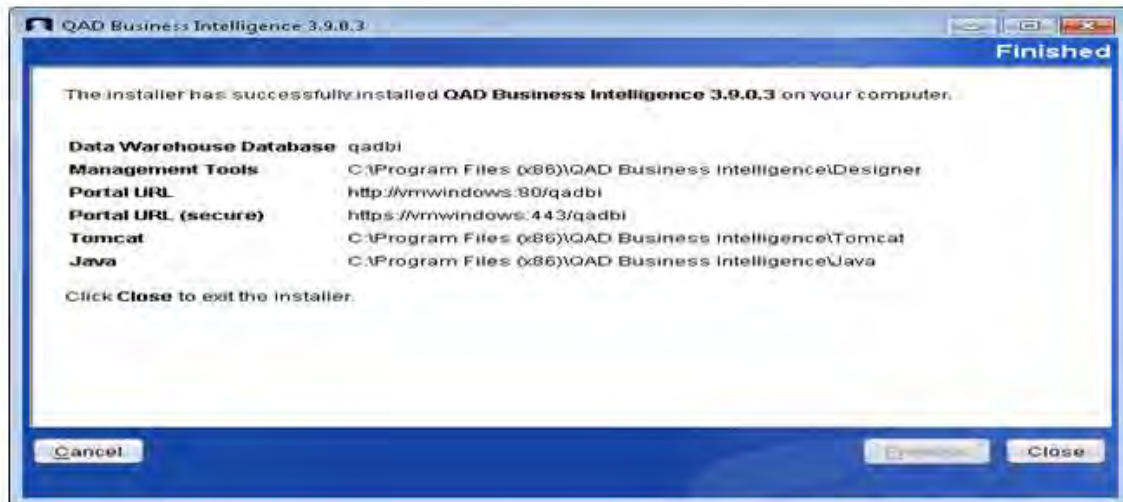 QAD Business Intelligence 3.9.0.3
Finished
The installer has successfully installed QAD Business Intelligence 3.9.0.3 on your computer.
Data Warehouse Database qadbi
Management Tools C:\Program Files (x86)\QAD Business Intelligence\Designer
Portal URL http://vmwindows:80/qadbi
Portal URL (secure) https://vmwindows:443/qadbi
Tomcat C:\Program Files (x86)\QAD Business Intelligence\Tomcat
Java C:\Program Files (x86)\QAD Business Intelligence\Java
Click Close to exit the installer.
Cancel Close